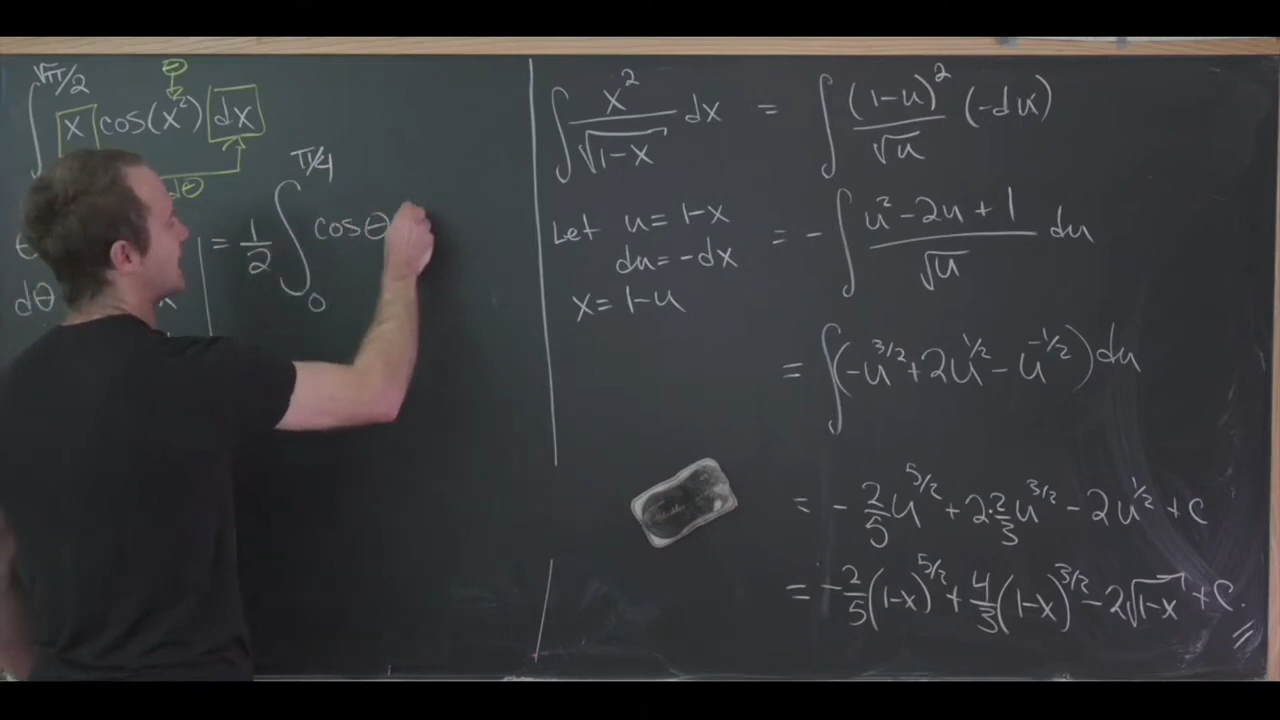 ∫ √π/2 x cos(x²) dx
θ
dθ
= 1/2 ∫₀^π/4 cosθ
dθ
∫ x²/√(1-x) dx = ∫ (1-u)²/√u (-du)
Let u = 1-x
du = -dx
x = 1-u
= - ∫ (u² - 2u + 1)/√u du
= ∫(-u^3/2 + 2u^1/2 - u^-1/2) du
= - 2/5 u^5/2 + 2·2/3 u^3/2 - 2u^1/2 + c
= - 2/5 (1-x)^5/2 + 4/3 (1-x)^3/2 - 2√(1-x) + c.